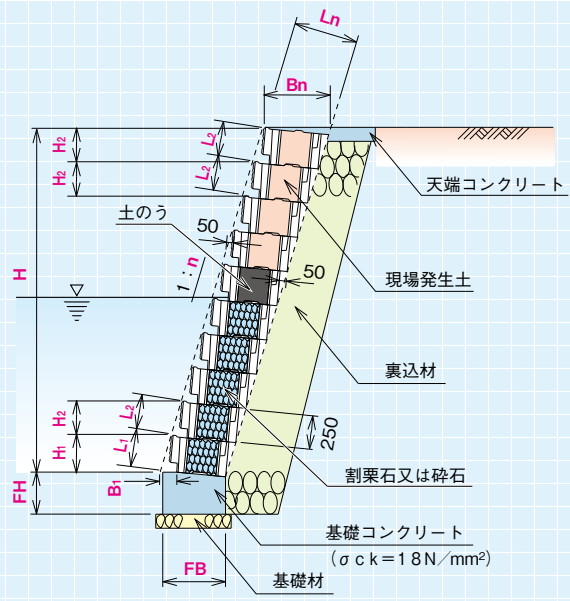 Ln
Bn
H2
L2
H2
L2
天端コンクリート
土のう
50
1：n
50
現場発生土
H
裏込材
H2
L2
250
H1
L1
割栗石又は砕石
B1
FH
基礎コンクリート
(σck=18N/mm²)
FB
基礎材